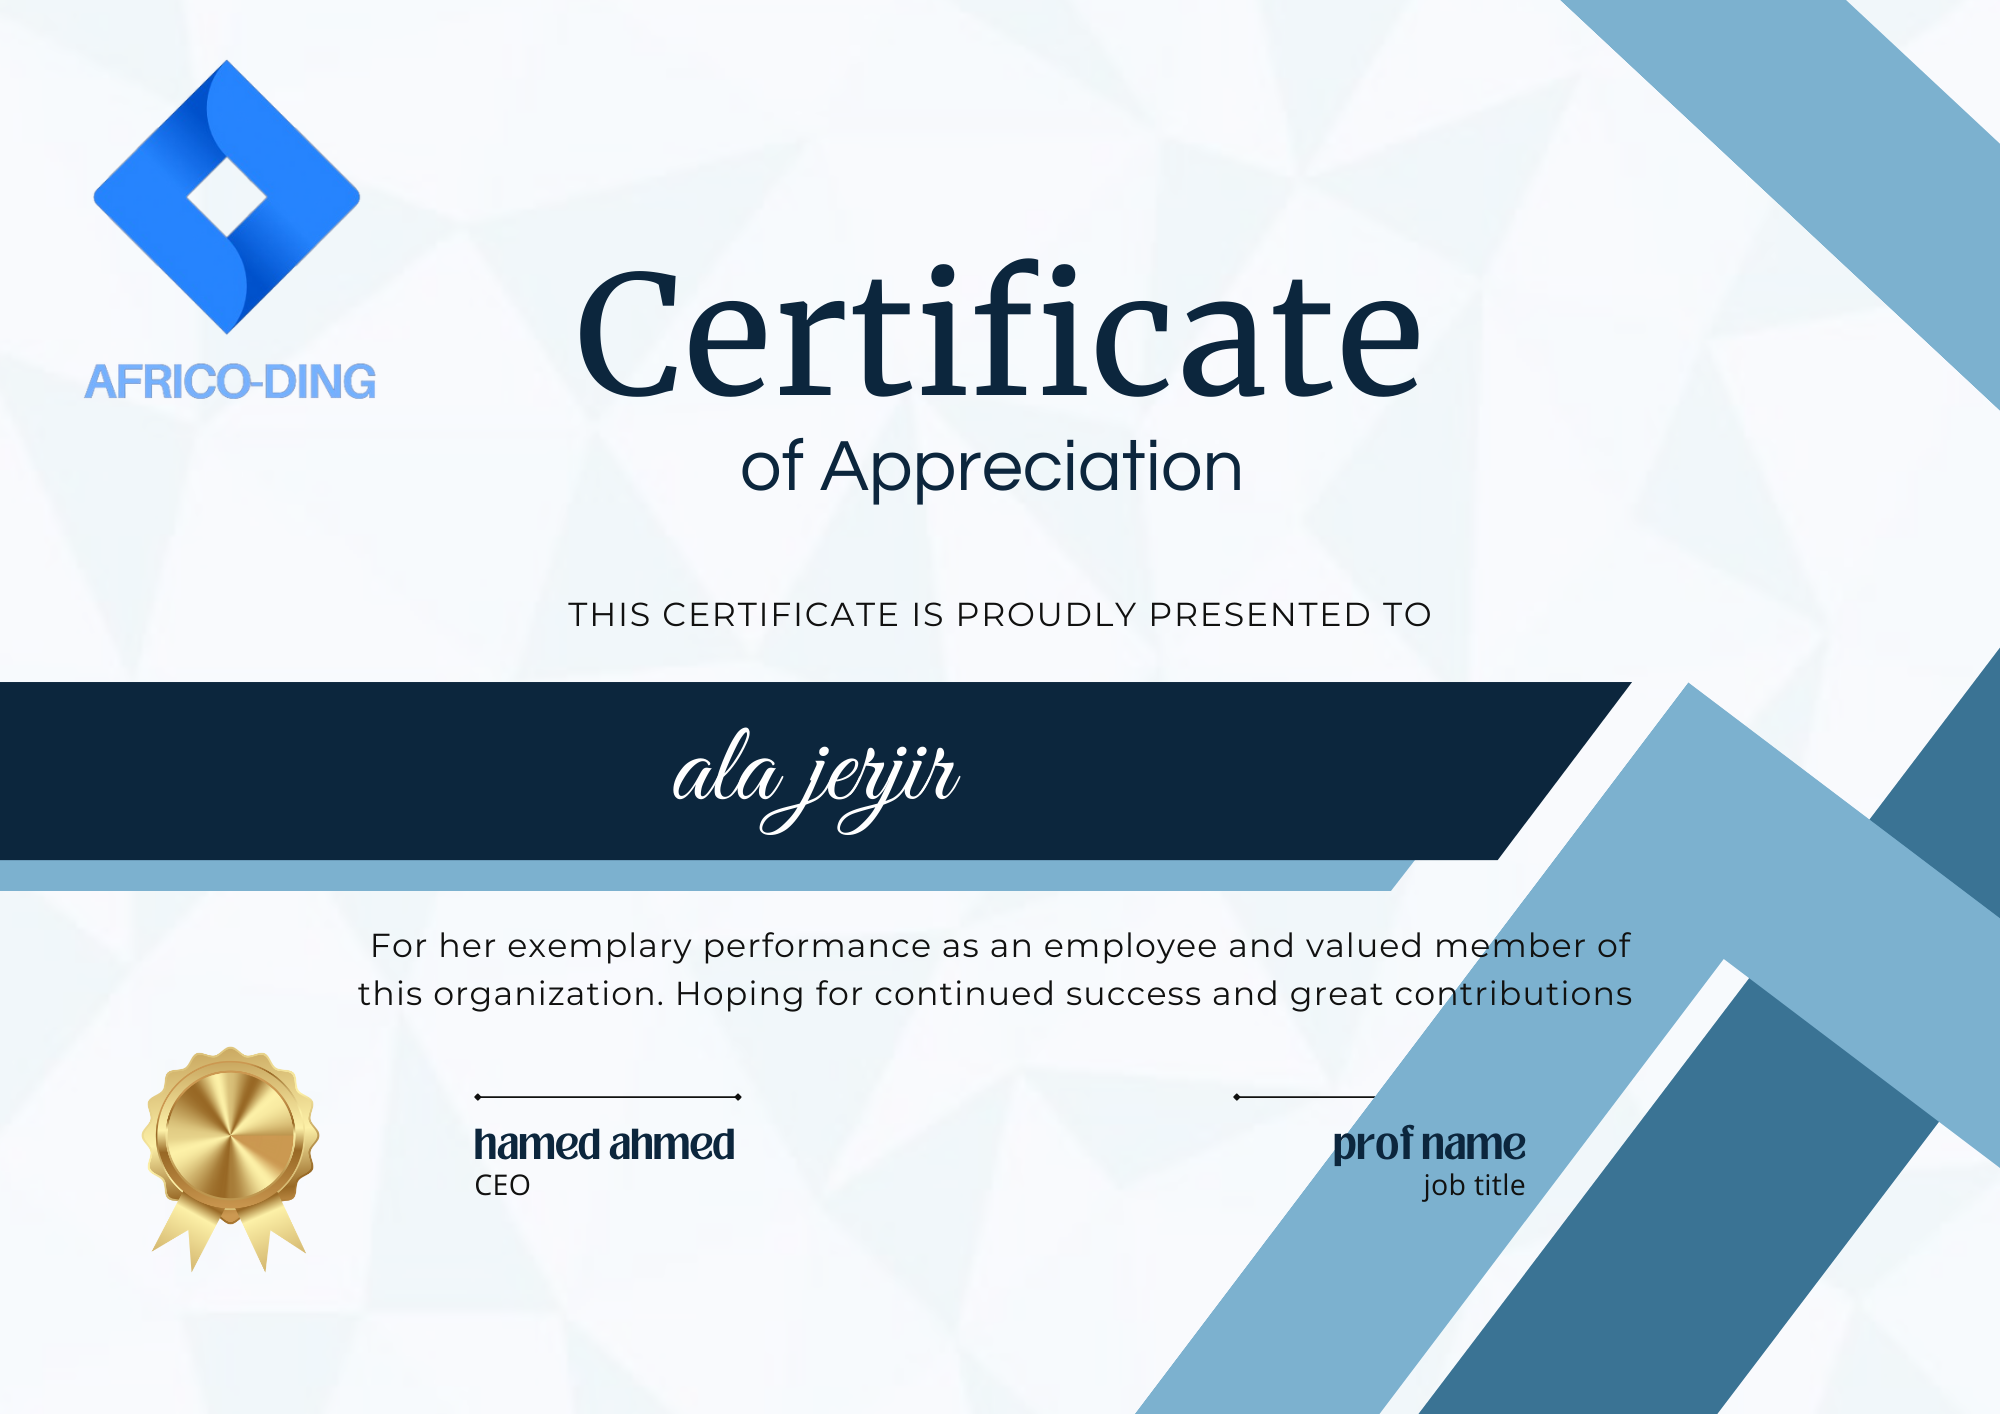 AFRICO-DING
Certificate
of Appreciation
THIS CERTIFICATE IS PROUDLY PRESENTED TO
ala jerjir
For her exemplary performance as an employee and valued member of
this organization. Hoping for continued success and great contributions
hamed ahmed
CEO
prof name
job title